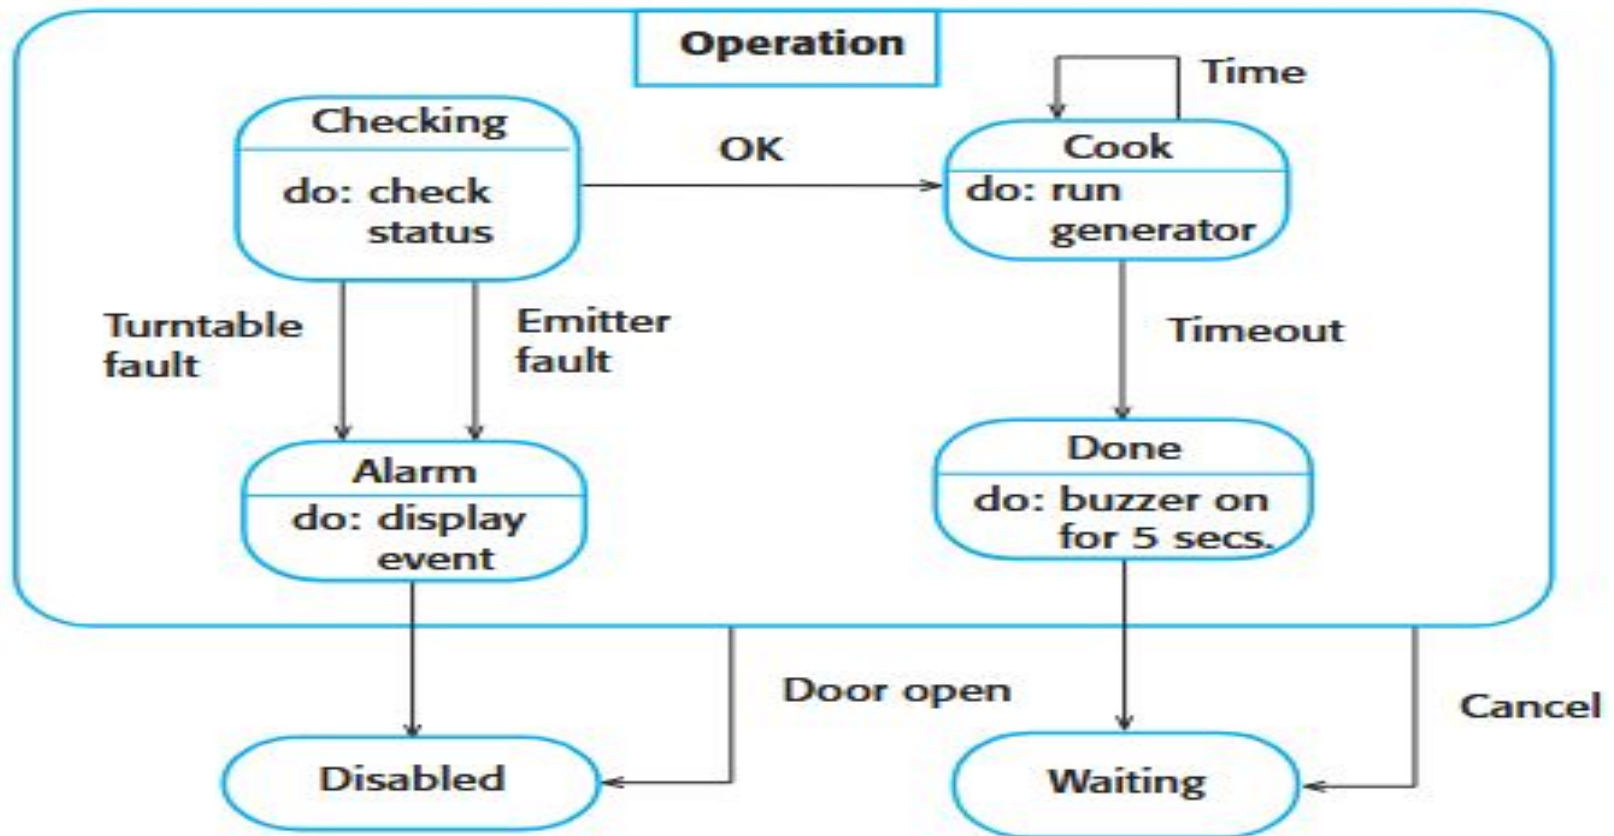 Operation
Time
Checking
do: check
status
OK
Cook
do: run
generator
Turntable
fault
Emitter
fault
Timeout
Alarm
do: display
event
Done
do: buzzer on
for 5 secs.
Door open
Cancel
Disabled
Waiting